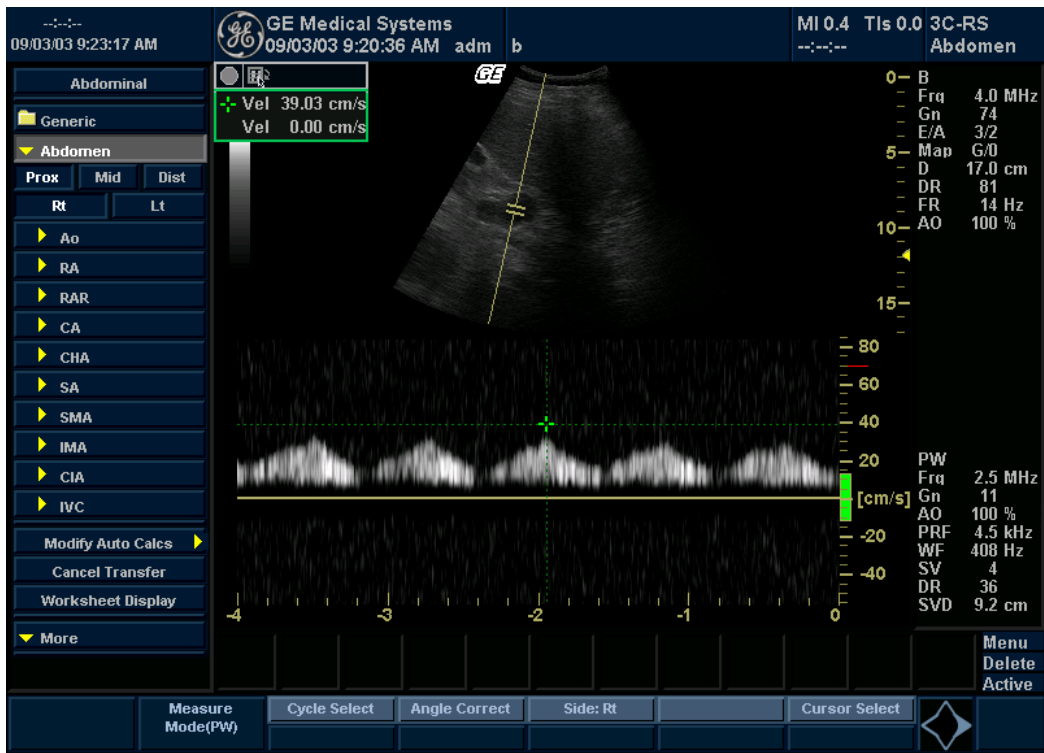 --:--:--
09/03/03 9:23:17 AM
GE Medical Systems
09/03/03 9:20:36 AM adm b
MI 0.4 TIs 0.0 3C-RS
--:--:-- Abdomen
Abdominal
Generic
Abdomen
Prox Mid Dist
Rt Lt
Ao
RA
RAR
CA
CHA
SA
SMA
IMA
CIA
IVC
Modify Auto Calcs
Cancel Transfer
Worksheet Display
More
Vel 39.03 cm/s
Vel 0.00 cm/s
GE
0
5
10
15
B
Frq 4.0 MHz
Gn 74
E/A 3/2
Map G/0
D 17.0 cm
DR 81
FR 14 Hz
AO 100 %
80
60
40
20
[cm/s]
-20
-40
-4 -3 -2 -1 0
PW
Frq 2.5 MHz
Gn 11
AO 100 %
PRF 4.5 kHz
WF 408 Hz
SV 4
DR 36
SVD 9.2 cm
Menu
Delete
Active
Measure
Mode(PW)
Cycle Select Angle Correct Side: Rt Cursor Select